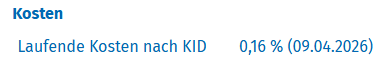 Kosten
Laufende Kosten nach KID 0,16 % (09.04.2026)